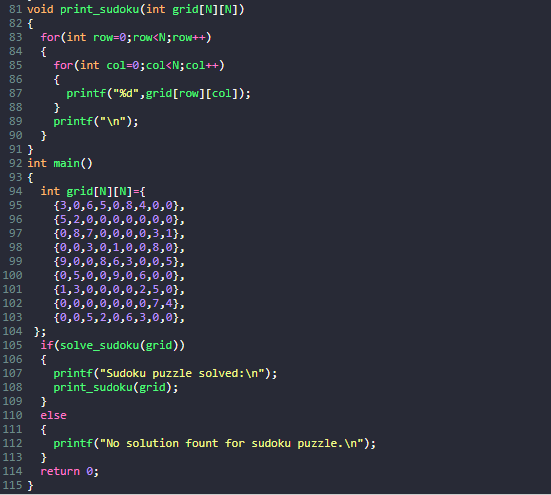 81 void print_sudoku(int grid[N][N])
82 {
83   for(int row=0;row<N;row++)
84   {
85     for(int col=0;col<N;col++)
86     {
87       printf("%d",grid[row][col]);
88     }
89     printf("\n");
90   }
91 }
92 int main()
93 {
94   int grid[N][N]={
95     {3,0,6,5,0,8,4,0,0},
96     {5,2,0,0,0,0,0,0,0},
97     {0,8,7,0,0,0,0,3,1},
98     {0,0,3,0,1,0,0,8,0},
99     {9,0,0,8,6,3,0,0,5},
100     {0,5,0,0,9,0,6,0,0},
101     {1,3,0,0,0,0,2,5,0},
102     {0,0,0,0,0,0,0,7,4},
103     {0,0,5,2,0,6,3,0,0},
104  };
105   if(solve_sudoku(grid))
106   {
107     printf("Sudoku puzzle solved:\n");
108     print_sudoku(grid);
109   }
110   else
111   {
112     printf("No solution fount for sudoku puzzle.\n");
113   }
114   return 0;
115 }